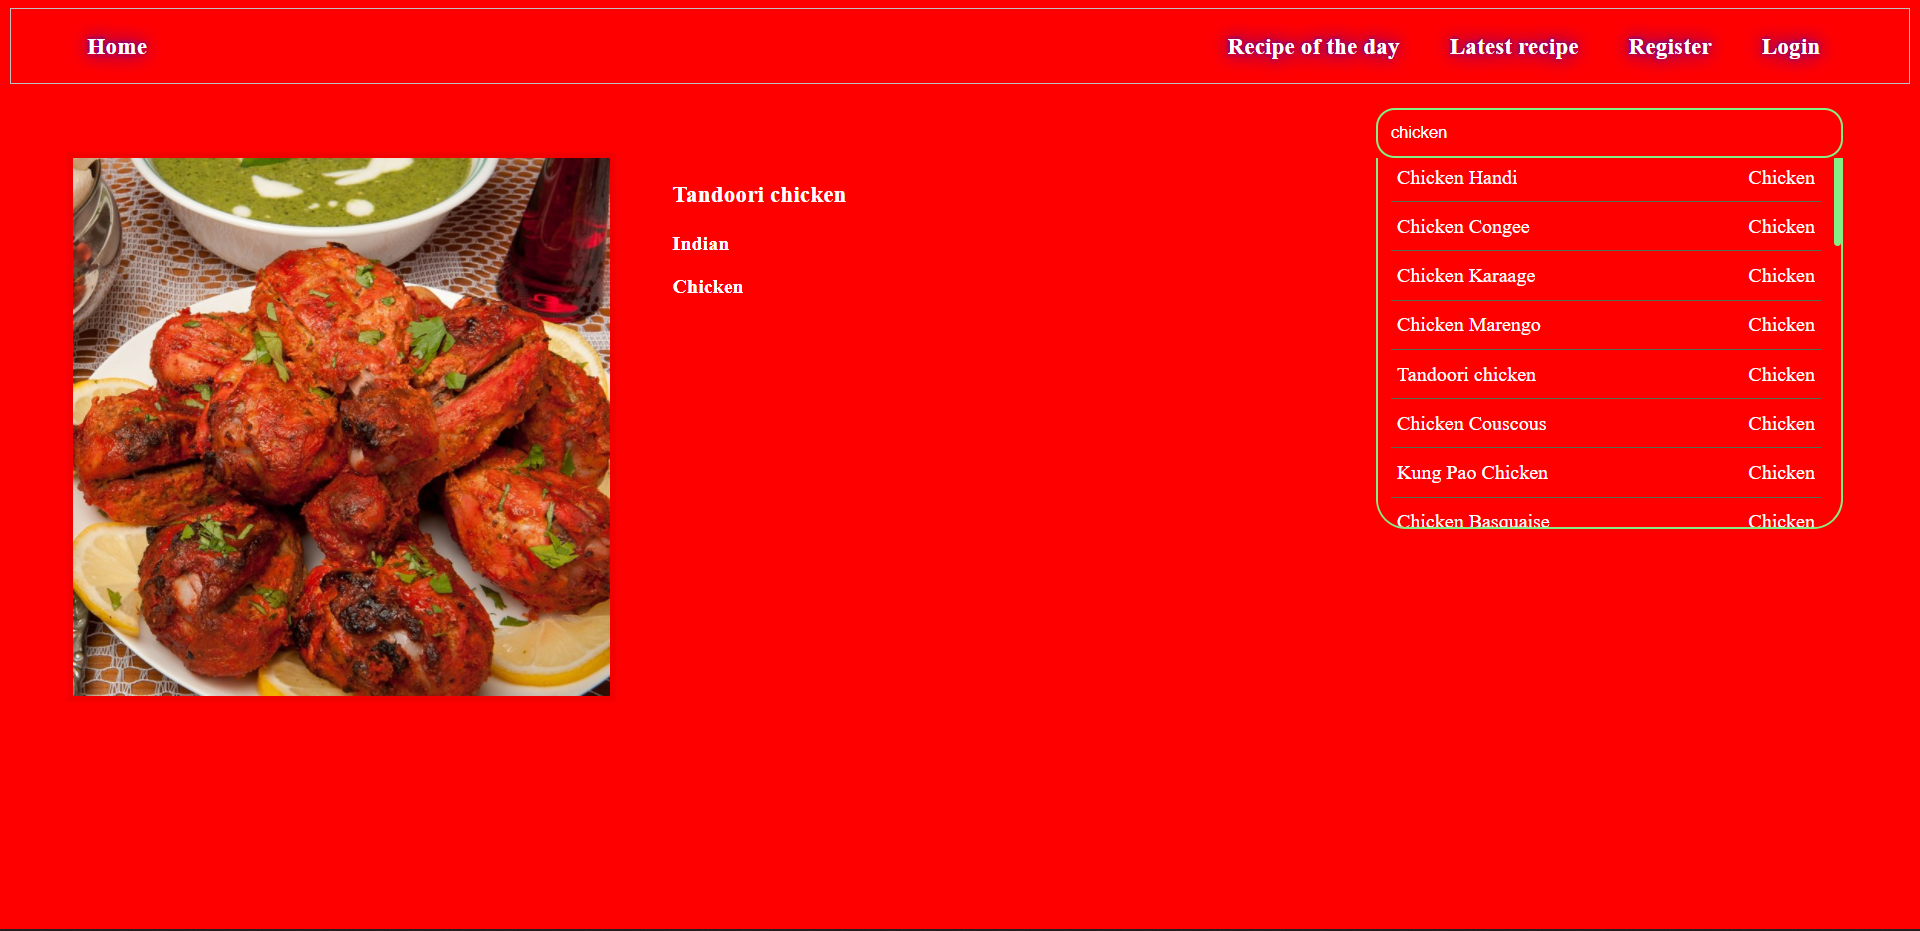 Home Recipe of the day Latest recipe Register Login
chicken
Tandoori chicken
Indian
Chicken
Chicken Handi Chicken
Chicken Congee Chicken
Chicken Karaage Chicken
Chicken Marengo Chicken
Tandoori chicken Chicken
Chicken Couscous Chicken
Kung Pao Chicken Chicken
Chicken Basquaise Chicken